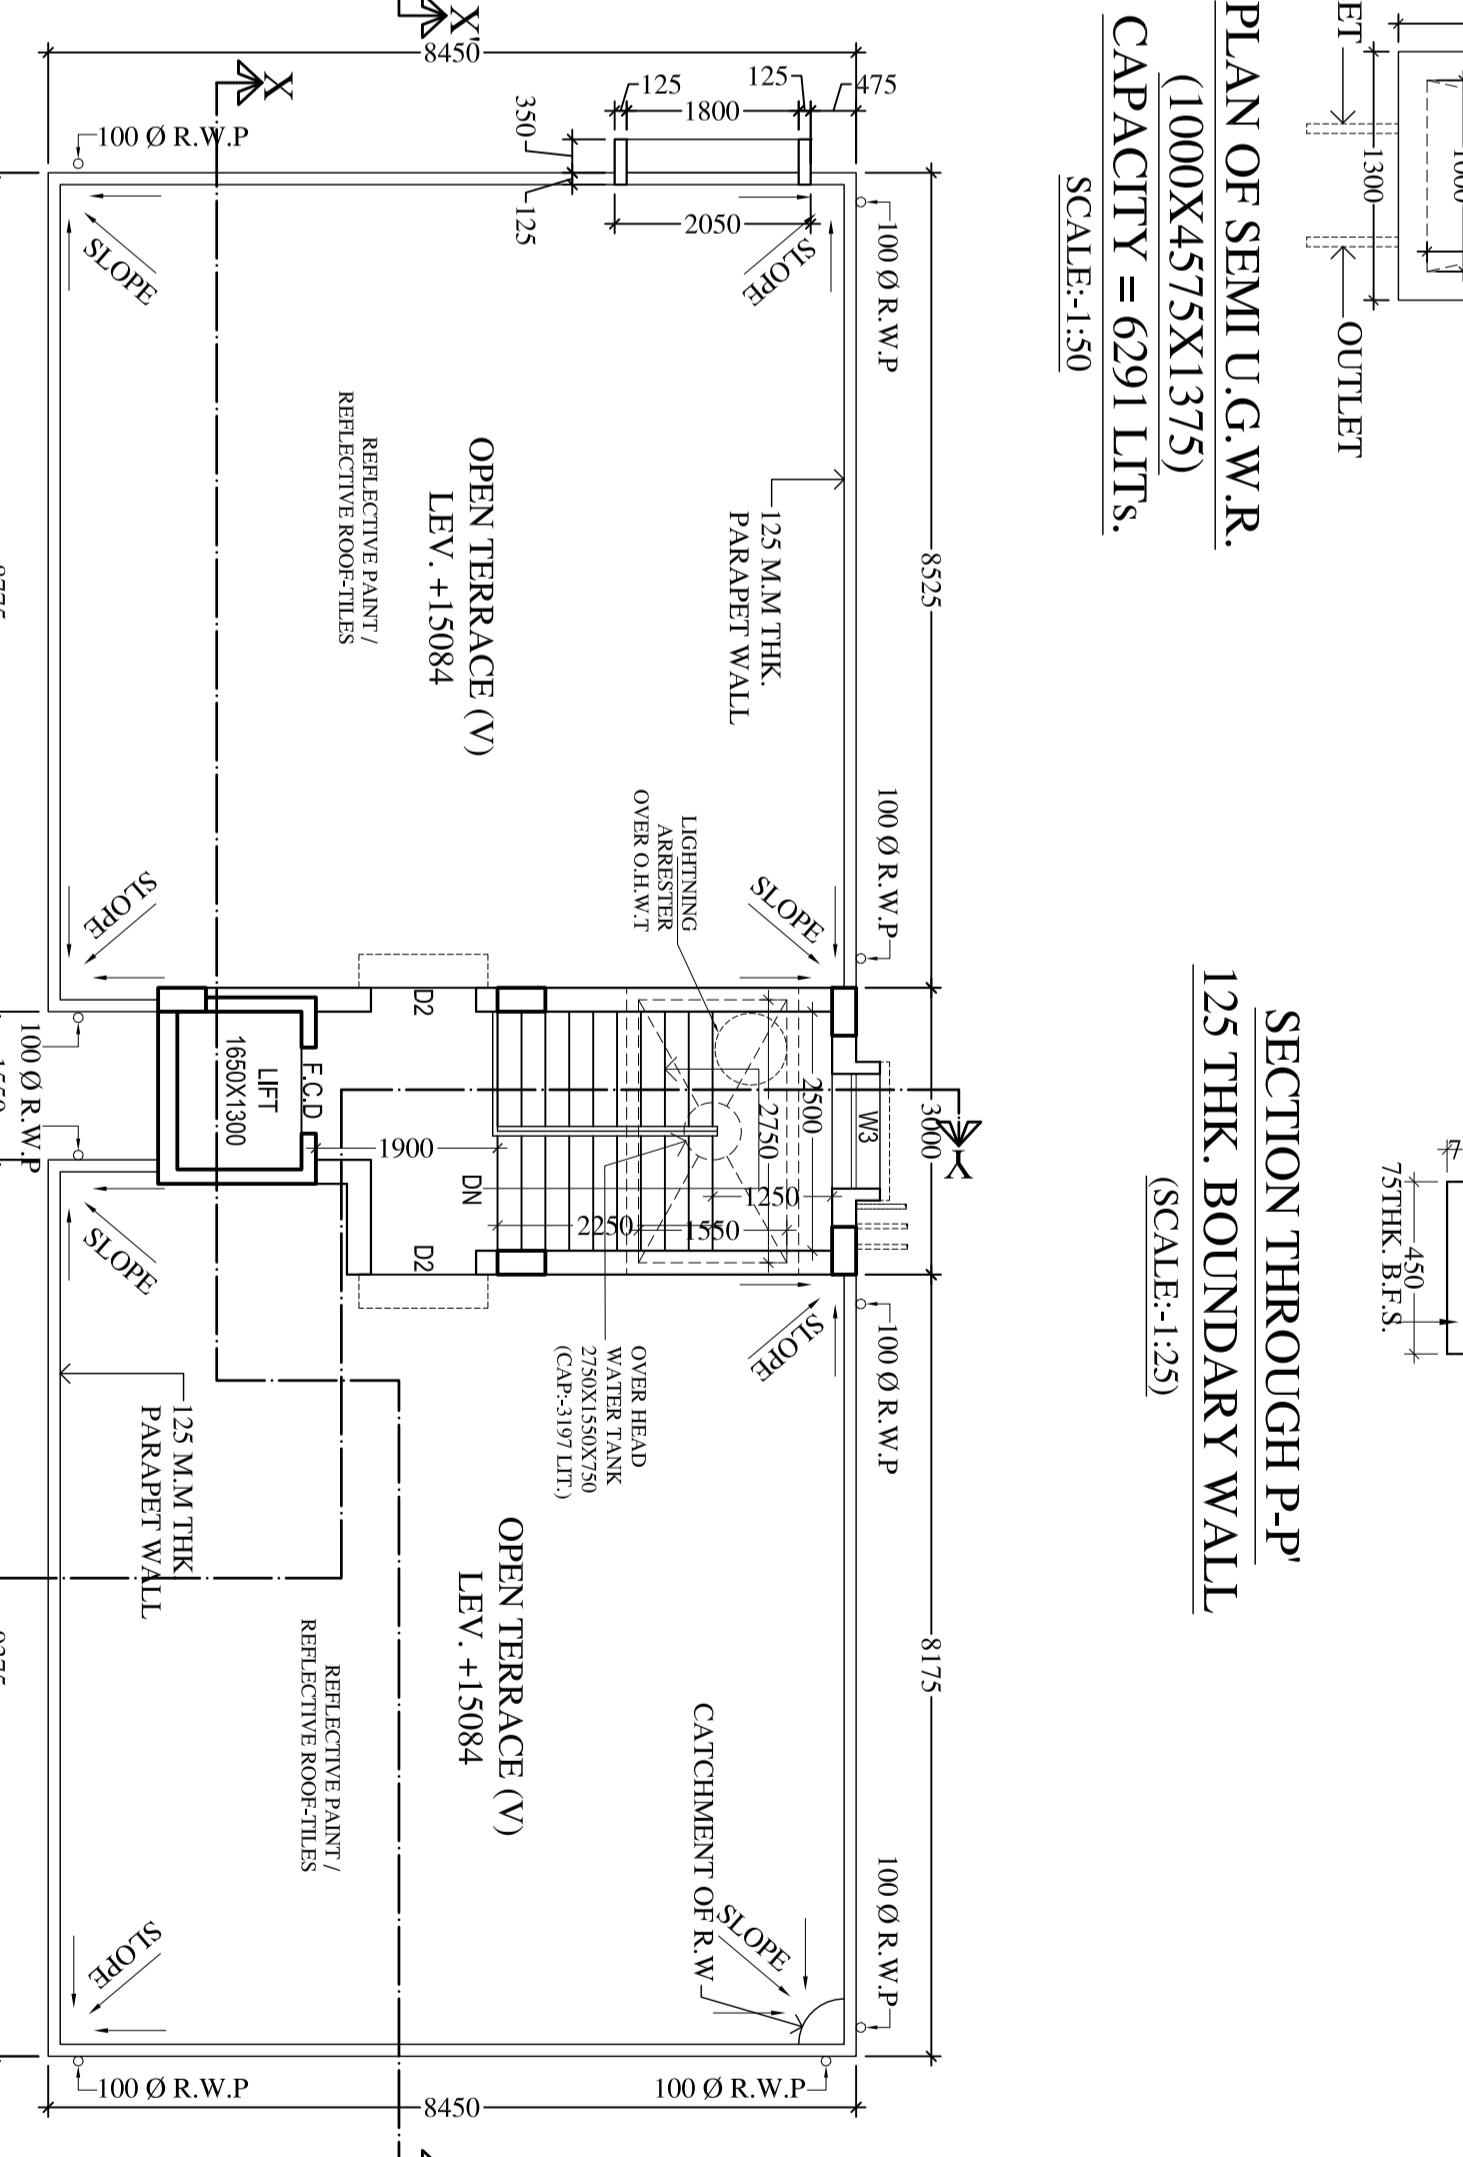 1300
OUTLET
PLAN OF SEMI U.G.W.R.
(1000X4575X1375)
CAPACITY = 6291 LITs.
SCALE:-1:50
75THK. B.F.S.
450
SECTION THROUGH P-P'
125 THK. BOUNDARY WALL
(SCALE:-1:25)
8525
3000
8175
100 Ø R.W.P
100 Ø R.W.P
100 Ø R.W.P
100 Ø R.W.P
X'
X
8450
125
1800
125
475
350
125
2050
100 Ø R.W.P
SLOPE
SLOPE
SLOPE
SLOPE
125 M.M THK.
PARAPET WALL
OPEN TERRACE (V)
LEV. +15084
REFLECTIVE PAINT /
REFLECTIVE ROOF-TILES
LIGHTNING
ARRESTER
OVER O.H.W.T
W3
2500
2750
1250
1550
2250
DN
D2
D2
1900
F.C.D
LIFT
1650X1300
100 Ø R.W.P
OVER HEAD
WATER TANK
2750X1550X750
(CAP:-3197 LIT.)
SLOPE
SLOPE
SLOPE
SLOPE
OPEN TERRACE (V)
LEV. +15084
REFLECTIVE PAINT /
REFLECTIVE ROOF-TILES
125 M.M THK
PARAPET WALL
CATCHMENT OF R.W
100 Ø R.W.P
100 Ø R.W.P
8450